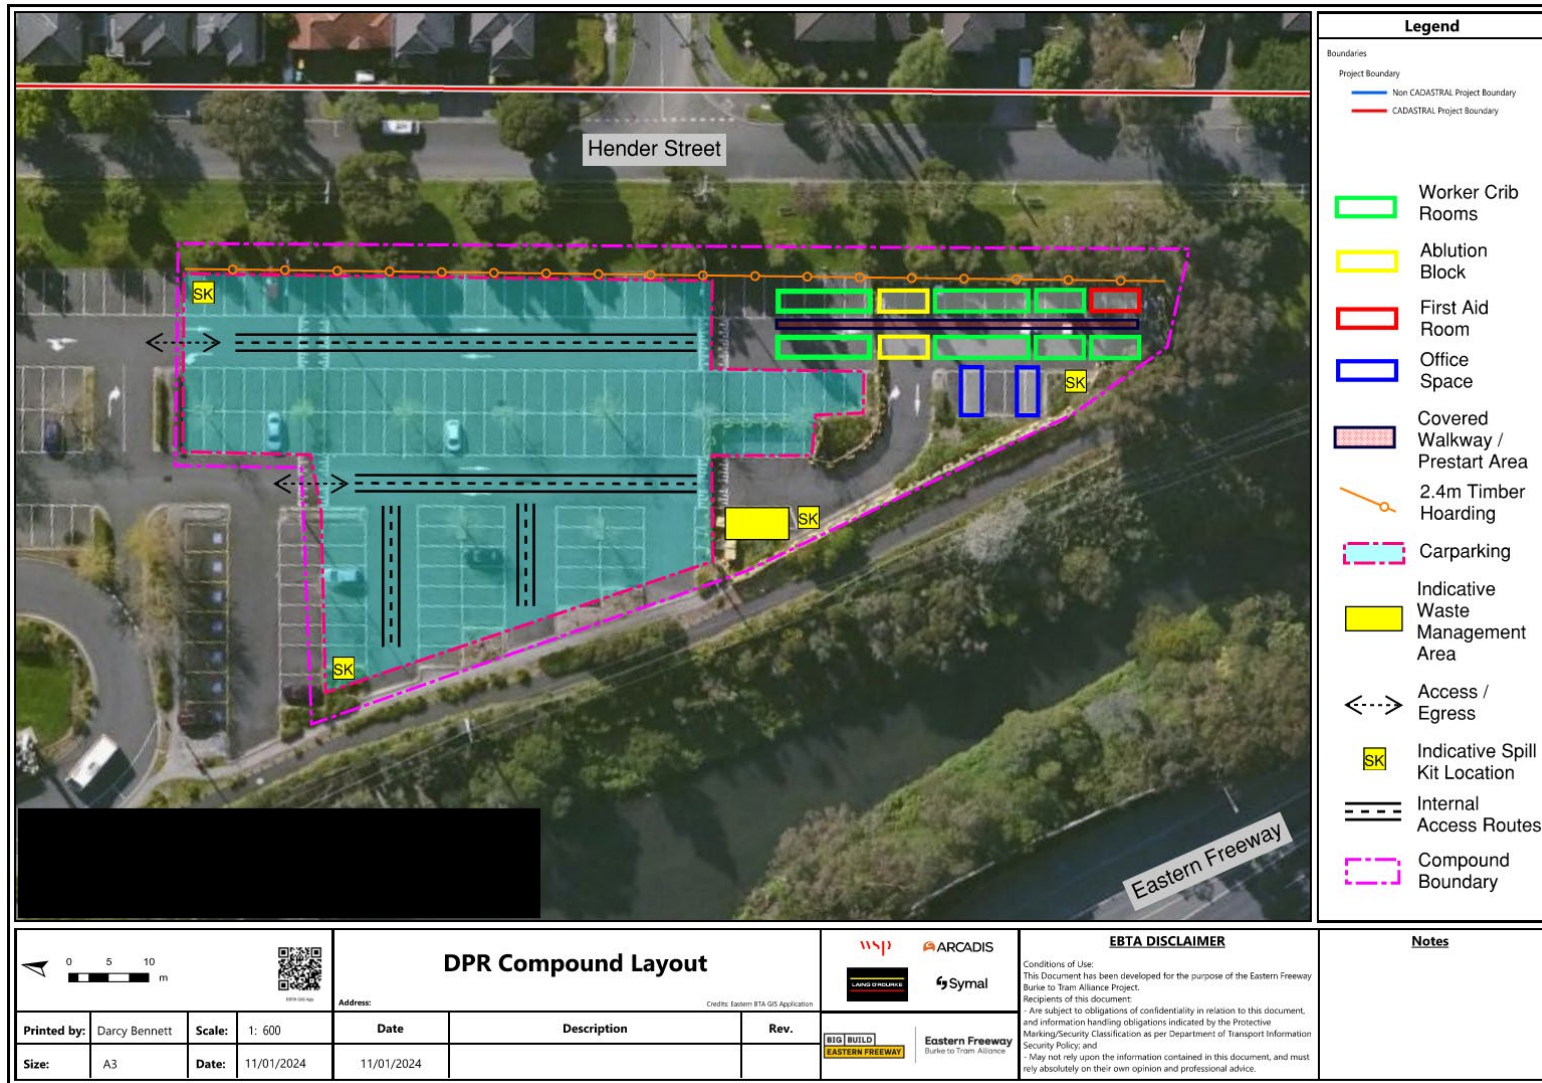 Hender Street
SK
SK
SK
SK
Eastern Freeway
Legend
Boundaries
Project Boundary
Non CADASTRAL Project Boundary
CADASTRAL Project Boundary
Worker Crib
Rooms
Ablution
Block
First Aid
Room
Office
Space
Covered
Walkway /
Prestart Area
2.4m Timber
Hoarding
Carparking
Indicative
Waste
Management
Area
Access /
Egress
SK
Indicative Spill
Kit Location
Internal
Access Routes
Compound
Boundary
0 5 10
m
EBTA GIS App
DPR Compound Layout
Address:
Credits: Eastern BTA GIS Application
Printed by: Darcy Bennett Scale: 1: 600
Size: A3 Date: 11/01/2024
Date Description Rev.
11/01/2024
wsp
ARCADIS
LAING O'ROURKE
Symal
BIG BUILD
EASTERN FREEWAY
Eastern Freeway
Burke to Tram Alliance
EBTA DISCLAIMER
Conditions of Use:
This Document has been developed for the purpose of the Eastern Freeway
Burke to Tram Alliance Project.
Recipients of this document:
- Are subject to obligations of confidentiality in relation to this document,
and information handling obligations indicated by the Protective
Marking/Security Classification as per Department of Transport Information
Security Policy; and
- May not rely upon the information contained in this document, and must
rely absolutely on their own opinion and professional advice.
Notes